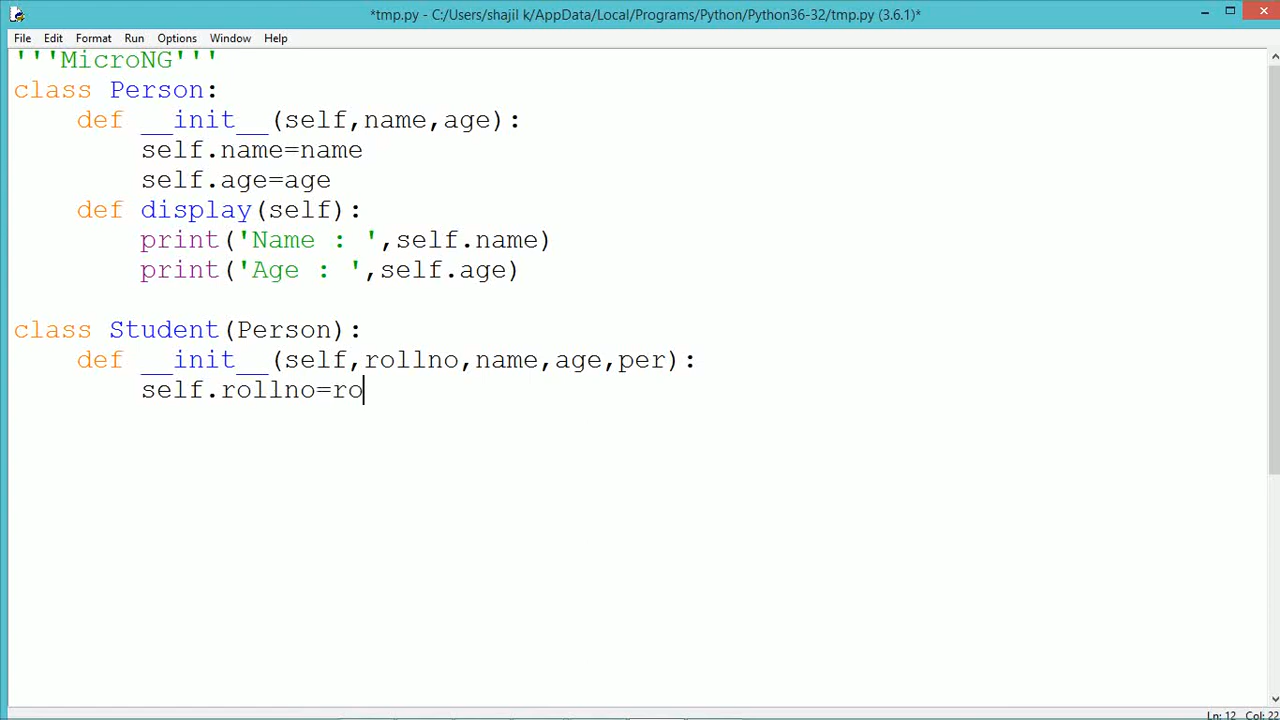 *tmp.py - C:/Users/shajil k/AppData/Local/Programs/Python/Python36-32/tmp.py (3.6.1)*
File Edit Format Run Options Window Help
'''MicroNG'''
class Person:
    def __init__(self,name,age):
        self.name=name
        self.age=age
    def display(self):
        print('Name : ',self.name)
        print('Age : ',self.age)

class Student(Person):
    def __init__(self,rollno,name,age,per):
        self.rollno=ro
Ln: 12 Col: 22